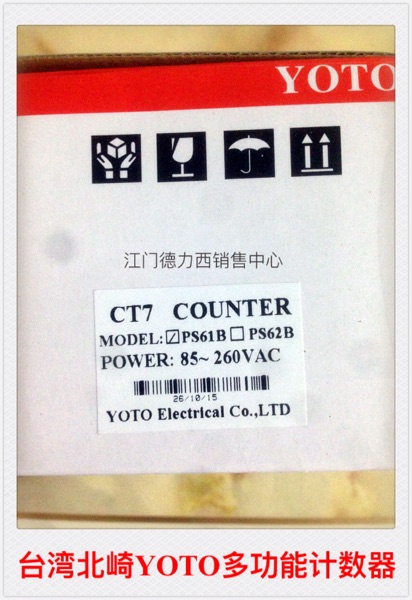 YOTO
江门德力西销售中心
CT7 COUNTER
MODEL: ☑PS61B ☐ PS62B
POWER: 85~260VAC
26/10/15
YOTO Electrical Co.,LTD
台湾北崎YOTO多功能计数器